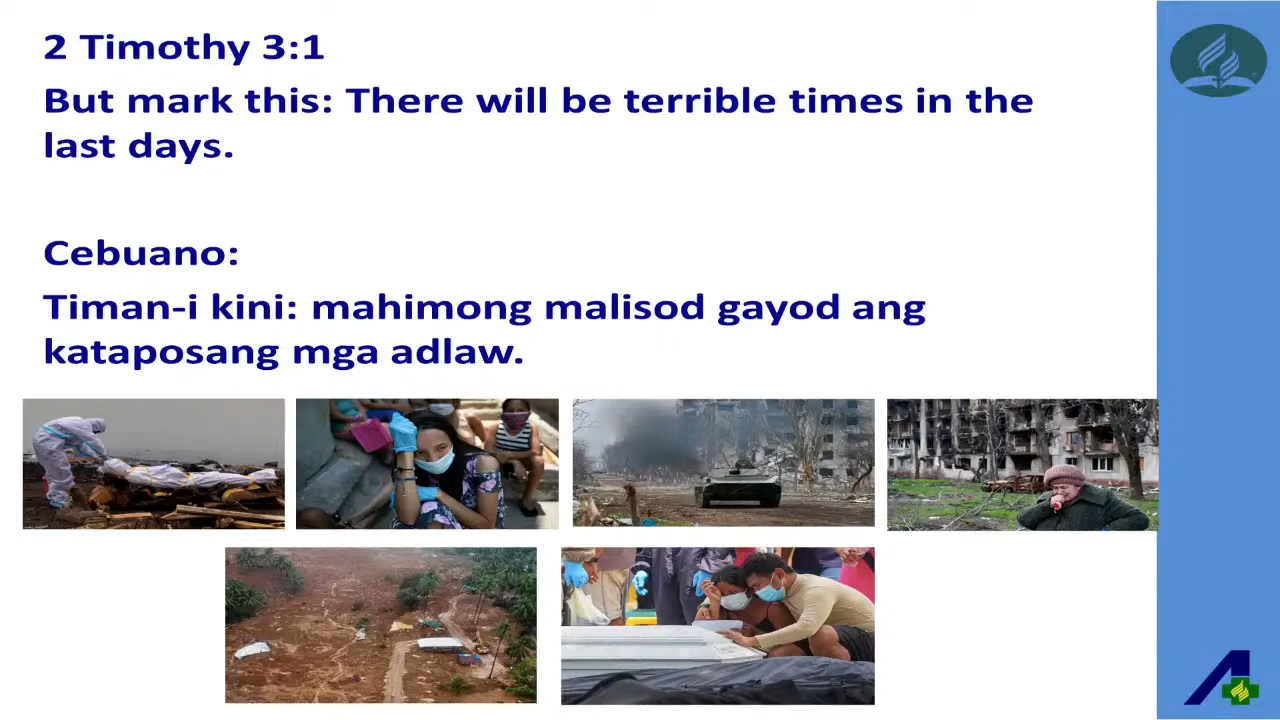 2 Timothy 3:1
But mark this: There will be terrible times in the
last days.
Cebuano:
Timan-i kini: mahimong malisod gayod ang
kataposang mga adlaw.